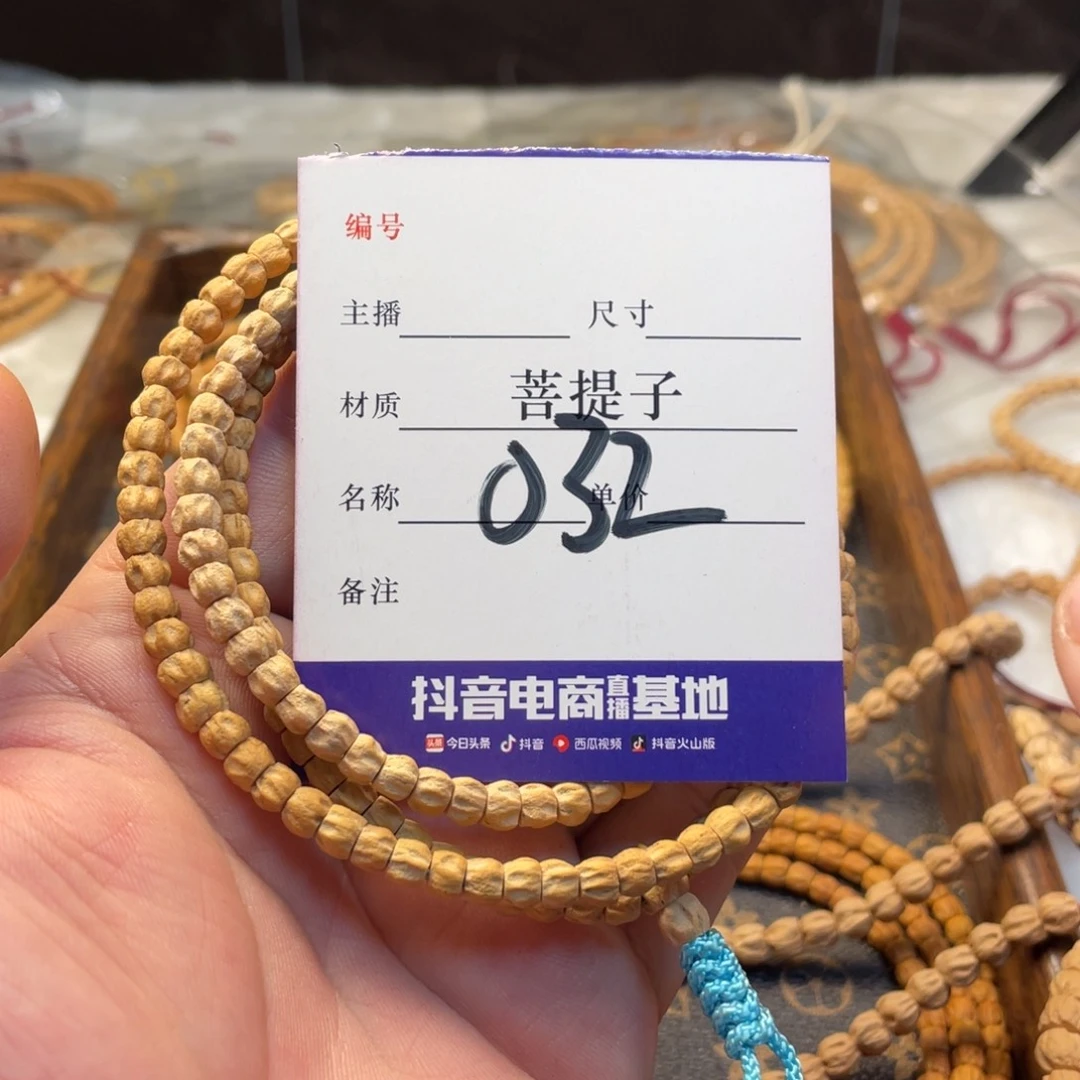 编号
主播 尺寸
材质 菩提子
032
名称 单价
备注
抖音电商直播基地
头条 今日头条 抖音 西瓜视频 抖音火山版